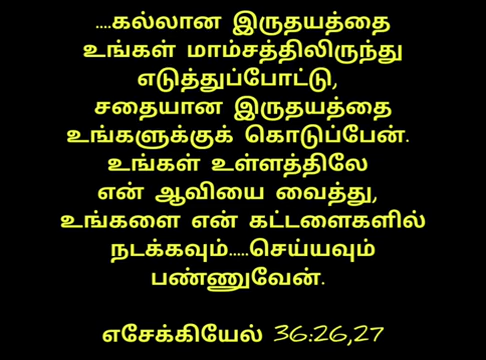 ....கல்லான இருதயத்தை
உங்கள் மாம்சத்திலிருந்து
எடுத்துப்போட்டு,
சதையான இருதயத்தை
உங்களுக்குக் கொடுப்பேன்.
உங்கள் உள்ளத்திலே
என் ஆவியை வைத்து,
உங்களை என் கட்டளைகளில்
நடக்கவும்.....செய்யவும்
பண்ணுவேன்.
எசேக்கியேல் 36:26,27